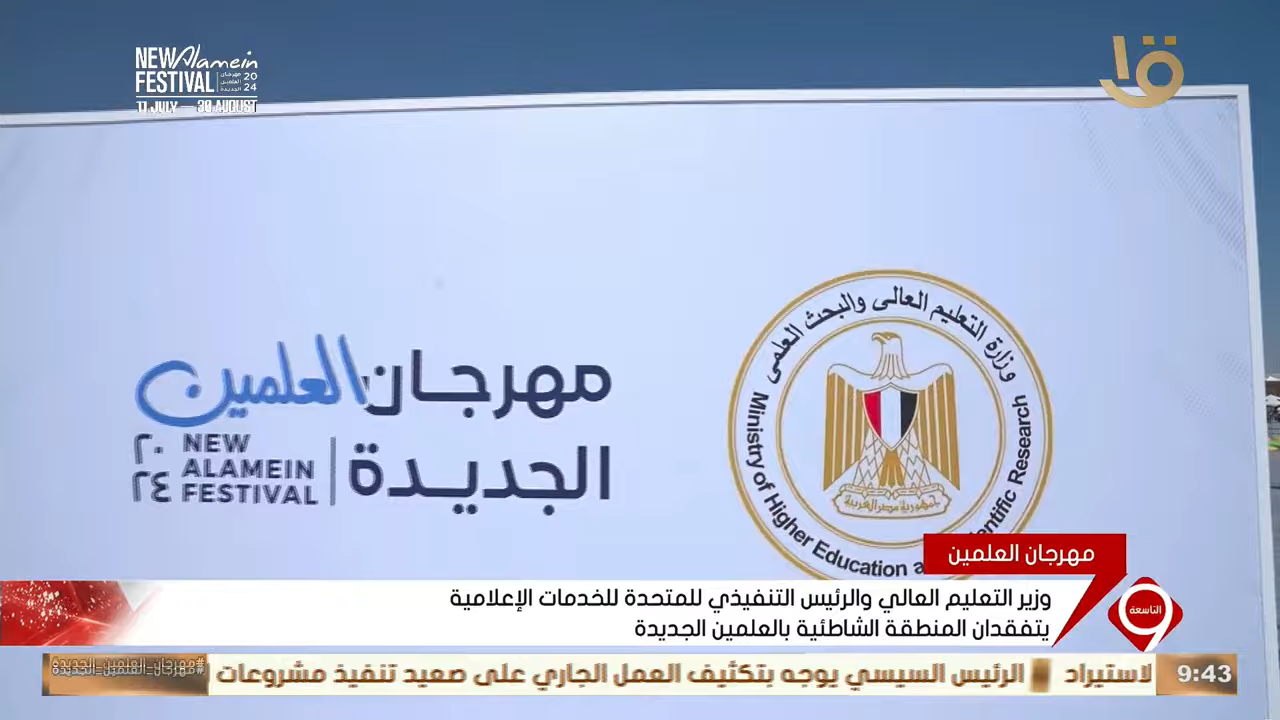 NEW Alamein
FESTIVAL
مهرجان
العلمين
الجديدة
20
24
11 JULY — 30 AUGUST
مهرجان العلمين
الجديدة
٢٠
٢٤
NEW
ALAMEIN
FESTIVAL
وزارة التعليم العالى والبحث العلمى
Ministry of Higher Education a entific Research
جمهورية مصر العربية
مهرجان العلمين
وزير التعليم العالي والرئيس التنفيذي للمتحدة للخدمات الإعلامية
يتفقدان المنطقة الشاطئية بالعلمين الجديدة
التاسعة
9:43
لاستيراد
الرئيس السيسي يوجه بتكثيف العمل الجاري على صعيد تنفيذ مشروعات
#مهرجان_العلمين_الجديدة